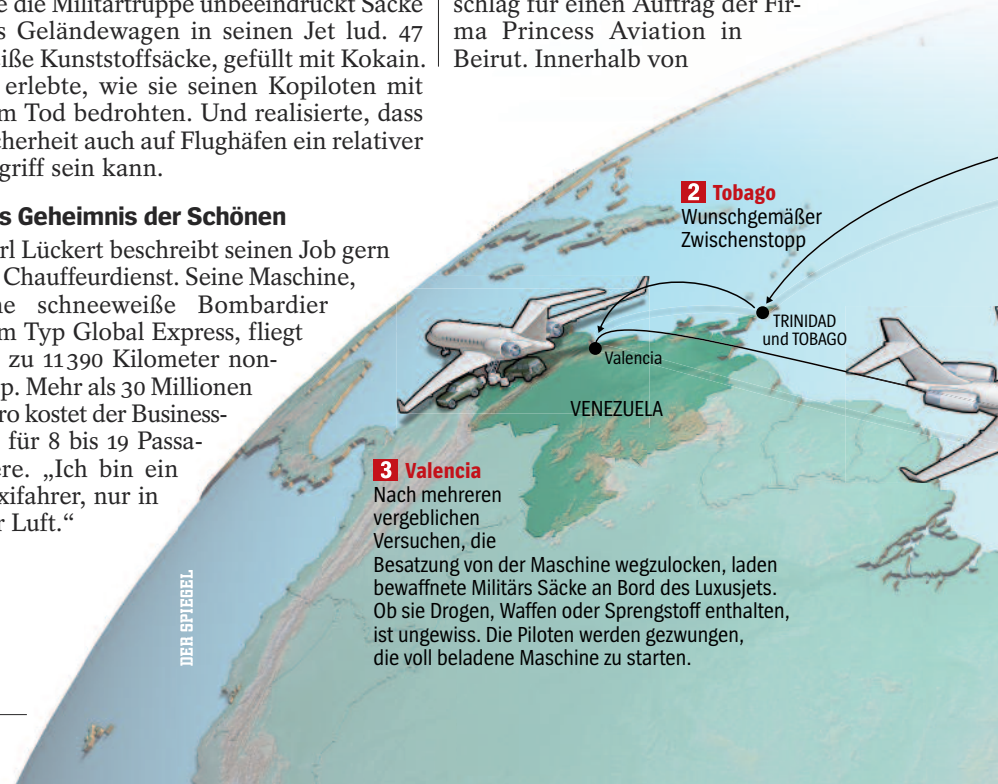 e die Militärtruppe unbeeindruckt Säcke
s Geländewagen in seinen Jet lud. 47
eiße Kunststoffsäcke, gefüllt mit Kokain.
erlebte, wie sie seinen Kopiloten mit
m Tod bedrohten. Und realisierte, dass
cherheit auch auf Flughäfen ein relativer
griff sein kann.
s Geheimnis der Schönen
rl Lückert beschreibt seinen Job gern
Chauffeurdienst. Seine Maschine,
ne schneeweiße Bombardier
m Typ Global Express, fliegt
zu 11 390 Kilometer non-
p. Mehr als 30 Millionen
ro kostet der Business-
für 8 bis 19 Passa-
ere. „Ich bin ein
xifahrer, nur in
r Luft.“
schlag für einen Auftrag der Fir-
ma Princess Aviation in
Beirut. Innerhalb von
2 Tobago
Wunschgemäßer
Zwischenstopp
TRINIDAD
und TOBAGO
Valencia
VENEZUELA
3 Valencia
Nach mehreren
vergeblichen
Versuchen, die
Besatzung von der Maschine wegzulocken, laden
bewaffnete Militärs Säcke an Bord des Luxusjets.
Ob sie Drogen, Waffen oder Sprengstoff enthalten,
ist ungewiss. Die Piloten werden gezwungen,
die voll beladene Maschine zu starten.
DER SPIEGEL